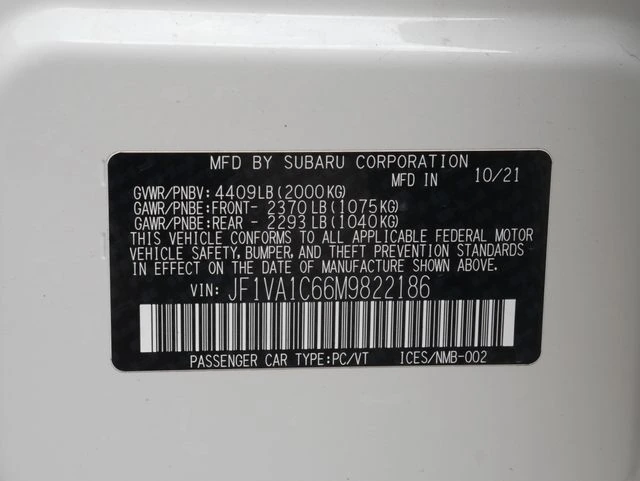 MFD BY SUBARU CORPORATION
MFD IN 10/21
GVWR/PNBV: 4409LB(2000KG)
GAWR/PNBE:FRONT- 2370LB(1075KG)
GAWR/PNBE:REAR - 2293LB(1040KG)
THIS VEHICLE CONFORMS TO ALL APPLICABLE FEDERAL MOTOR
VEHICLE SAFETY, BUMPER, AND THEFT PREVENTION STANDARDS
IN EFFECT ON THE DATE OF MANUFACTURE SHOWN ABOVE.
VIN: JF1VA1C66M9822186
PASSENGER CAR TYPE:PC/VT ICES/NMB-002